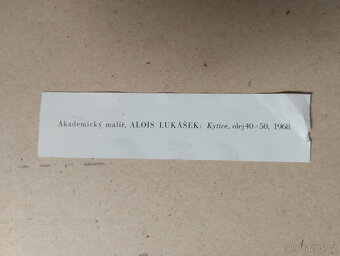 Akademický malíř, ALOIS LUKÁŠEK: Kytice, olej 40×50, 1968